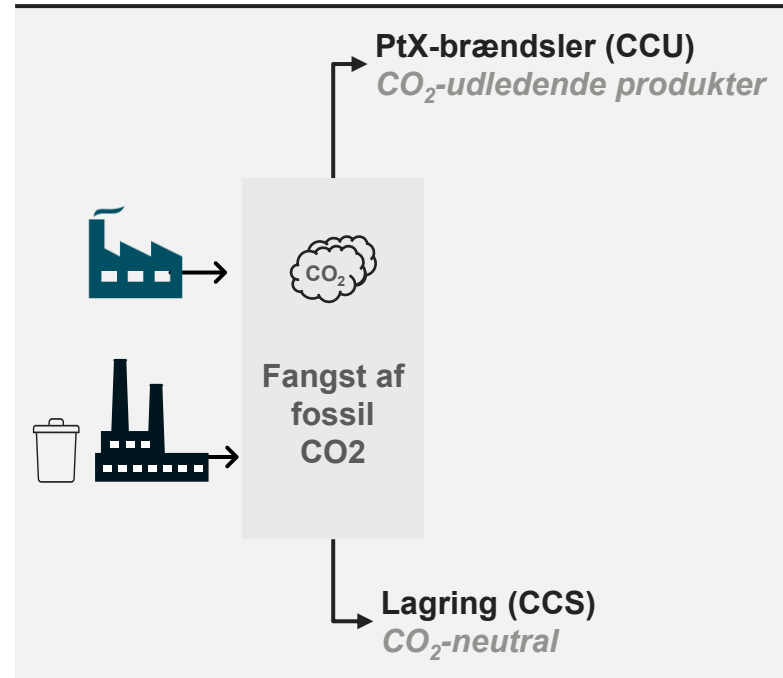 PtX-brændsler (CCU)
CO₂-udledende produkter
CO₂
Fangst af
fossil
CO2
Lagring (CCS)
CO₂-neutral